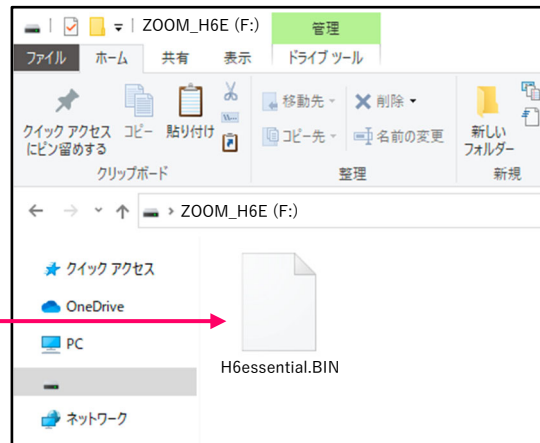 ZOOM_H6E (F:)
管理
ファイル
ホーム
共有
表示
ドライブ ツール
クイック アクセス
にピン留めする
コピー
貼り付け
移動先
コピー先
削除
名前の変更
新しい
フォルダー
クリップボード
整理
新規
ZOOM_H6E (F:)
クイック アクセス
OneDrive
PC
ネットワーク
H6essential.BIN